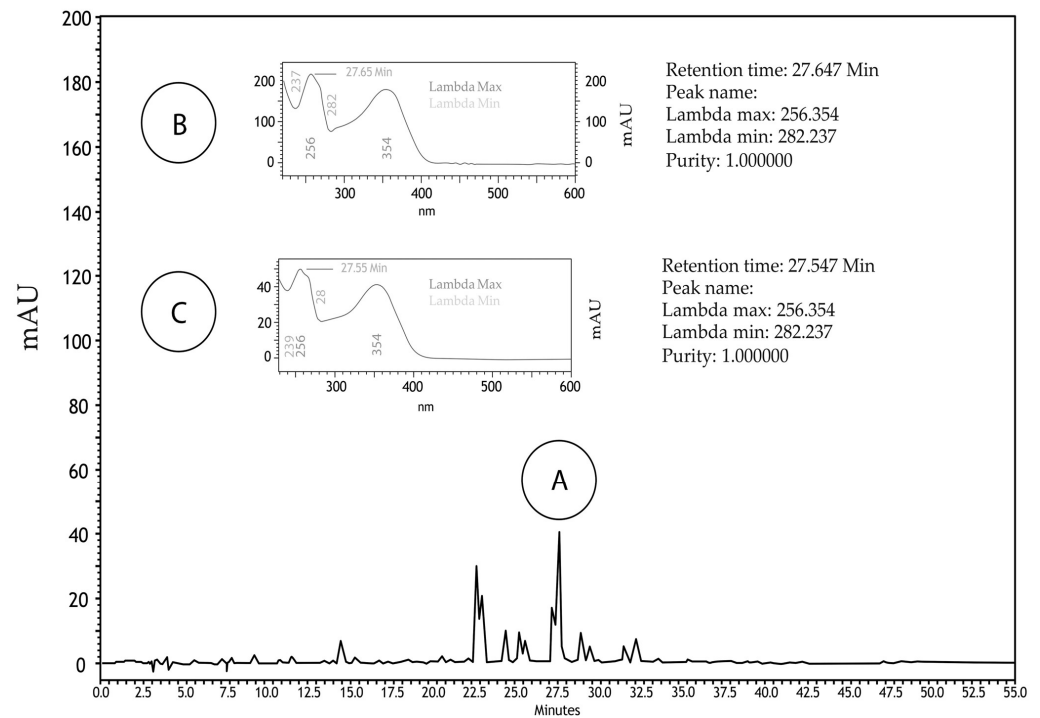 200
180
160
140
120
100
80
60
40
20
0
mAU
B
200
100
0
237
256
282
354
27.65 Min
Lambda Max
Lambda Min
200
100
0
mAU
300 400 500 600
nm
Retention time: 27.647 Min
Peak name:
Lambda max: 256.354
Lambda min: 282.237
Purity: 1.000000
C
40
20
0
239
256
28
354
27.55 Min
Lambda Max
Lambda Min
mAU
300 400 500 600
nm
Retention time: 27.547 Min
Peak name:
Lambda max: 256.354
Lambda min: 282.237
Purity: 1.000000
A
0.0 2.5 5.0 7.5 10.0 12.5 15.0 17.5 20.0 22.5 25.0 27.5 30.0 32.5 35.0 37.5 40.0 42.5 45.0 47.5 50.0 52.5 55.0
Minutes